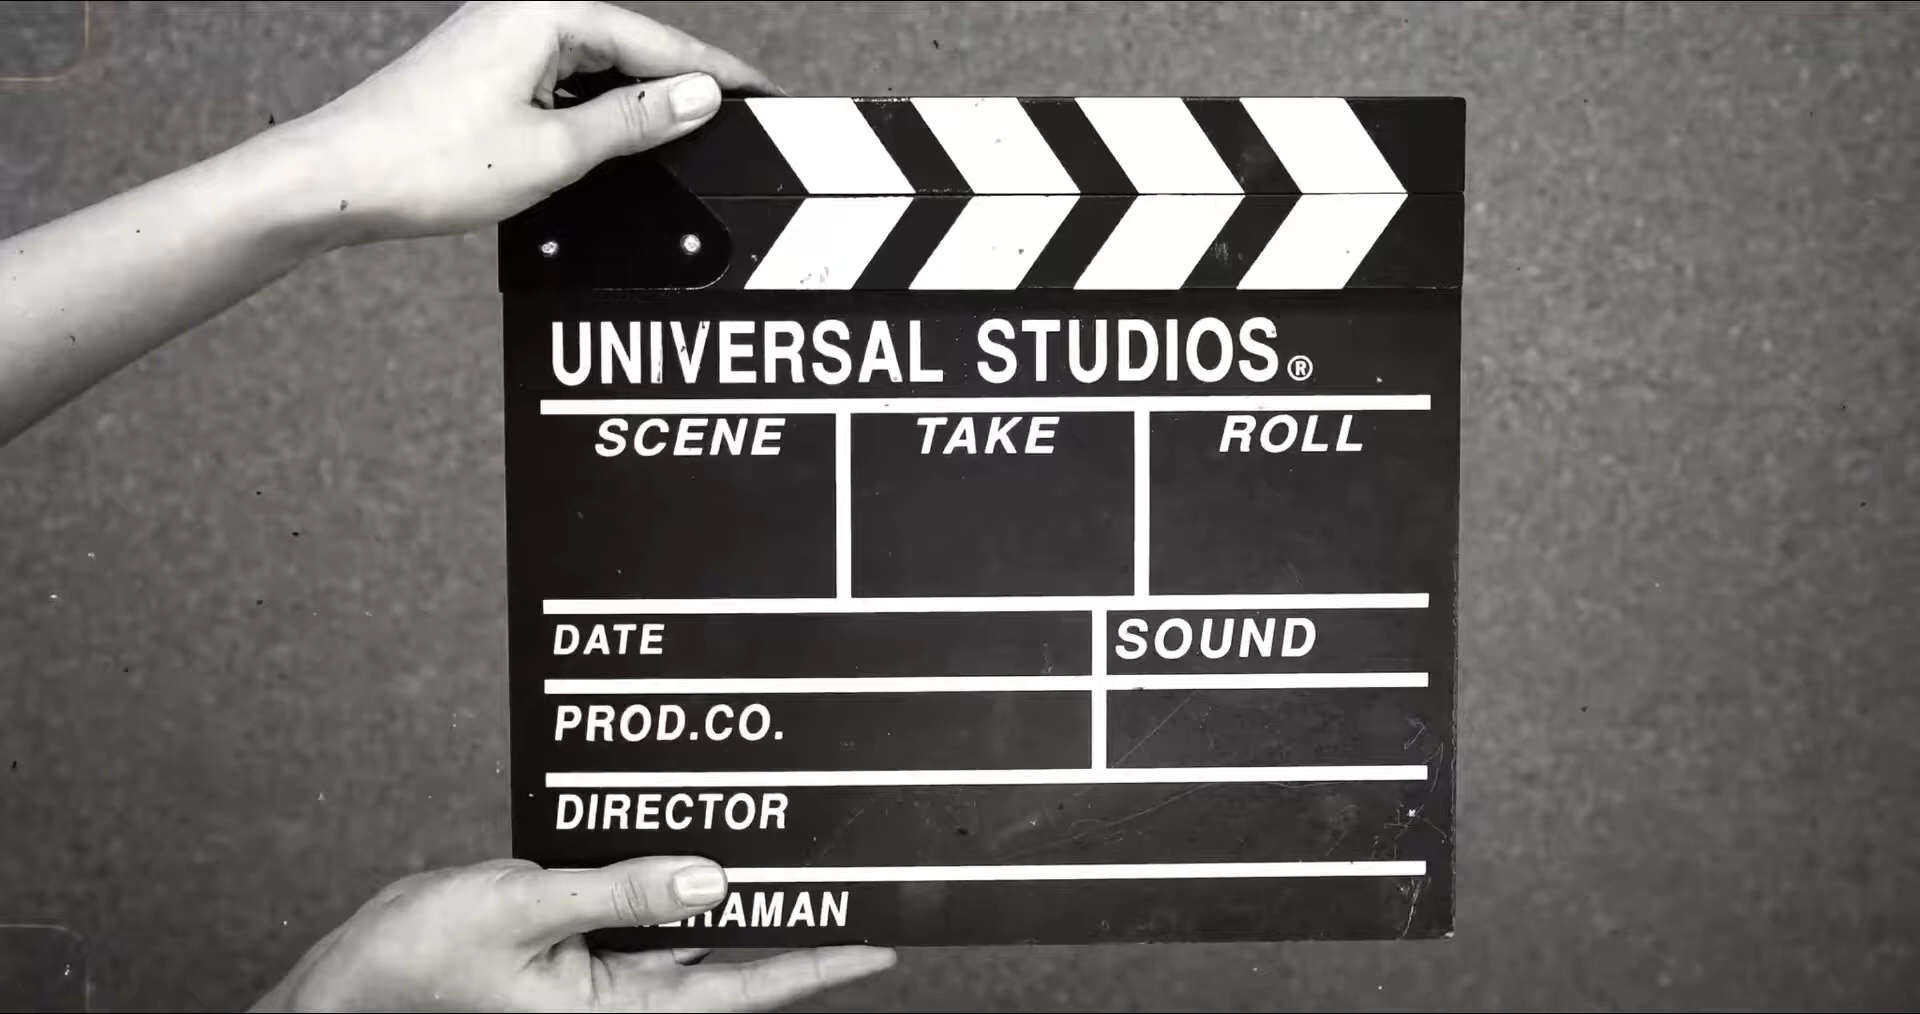 UNIVERSAL STUDIOS®
SCENE TAKE ROLL
DATE SOUND
PROD.CO.
DIRECTOR